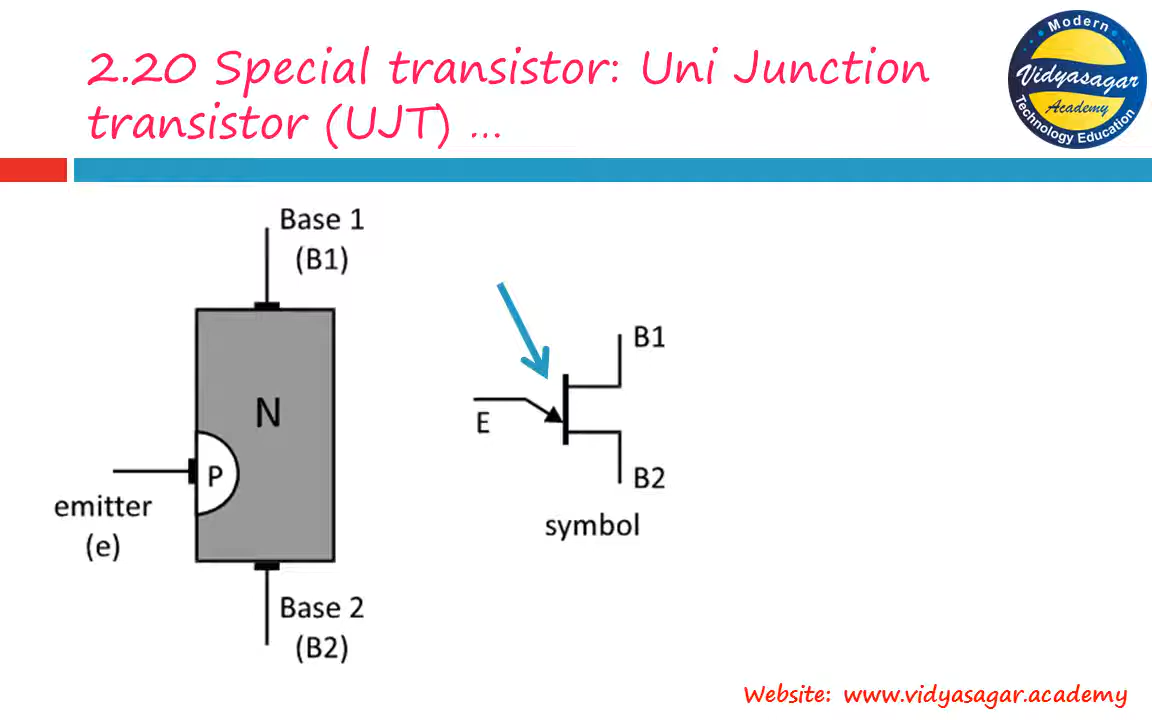 2.20 Special transistor: Uni Junction
transistor (UJT) ...
Modern
Vidyasagar
Academy
Technology Education
Base 1
(B1)
N
P
emitter
(e)
Base 2
(B2)
B1
E
B2
symbol
Website: www.vidyasagar.academy